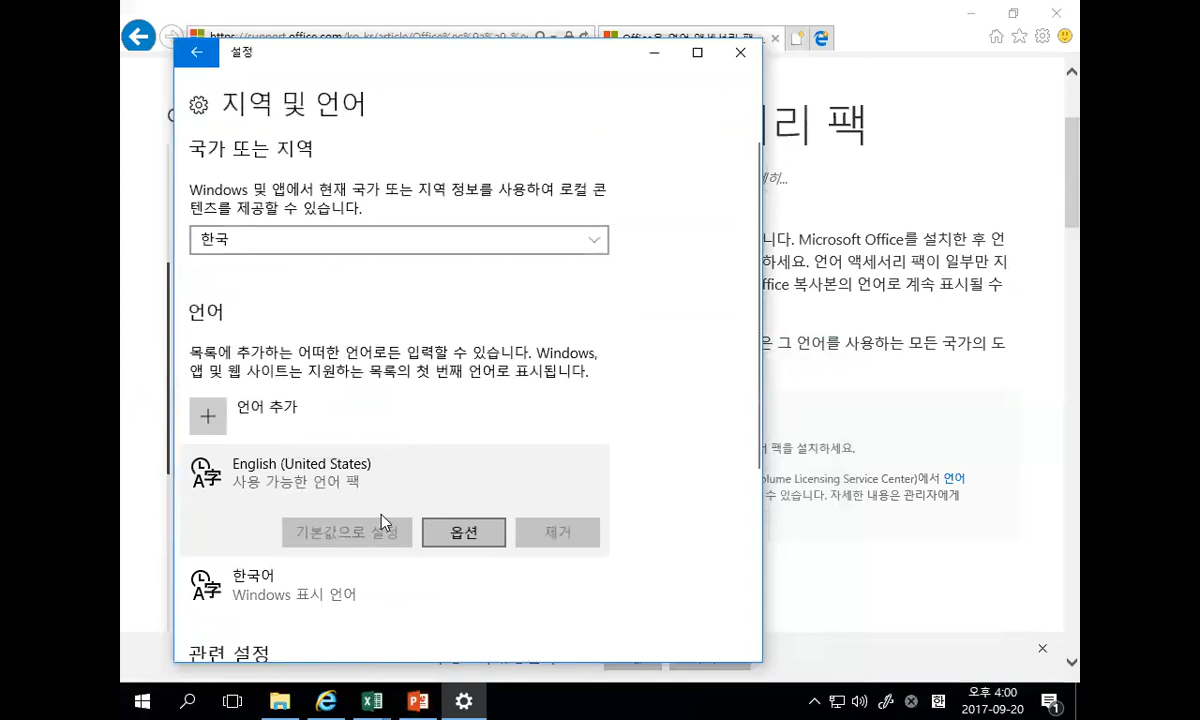 설정
지역 및 언어
국가 또는 지역
Windows 및 앱에서 현재 국가 또는 지역 정보를 사용하여 로컬 콘
텐츠를 제공할 수 있습니다.
한국
언어
목록에 추가하는 어떠한 언어로든 입력할 수 있습니다. Windows,
앱 및 웹 사이트는 지원하는 목록의 첫 번째 언어로 표시됩니다.
언어 추가
English (United States)
사용 가능한 언어 팩
기본값으로 설정
옵션
제거
한국어
Windows 표시 언어
관련 설정
리 팩
니다. Microsoft Office를 설치한 후 언
하세요. 언어 액세서리 팩이 일부만 지
ffice 복사본의 언어로 계속 표시될 수
은 그 언어를 사용하는 모든 국가의 도
팩을 설치하세요.
olume Licensing Service Center)에서 언어
수 있습니다. 자세한 내용은 관리자에게
한
오후 4:00
2017-09-20
1